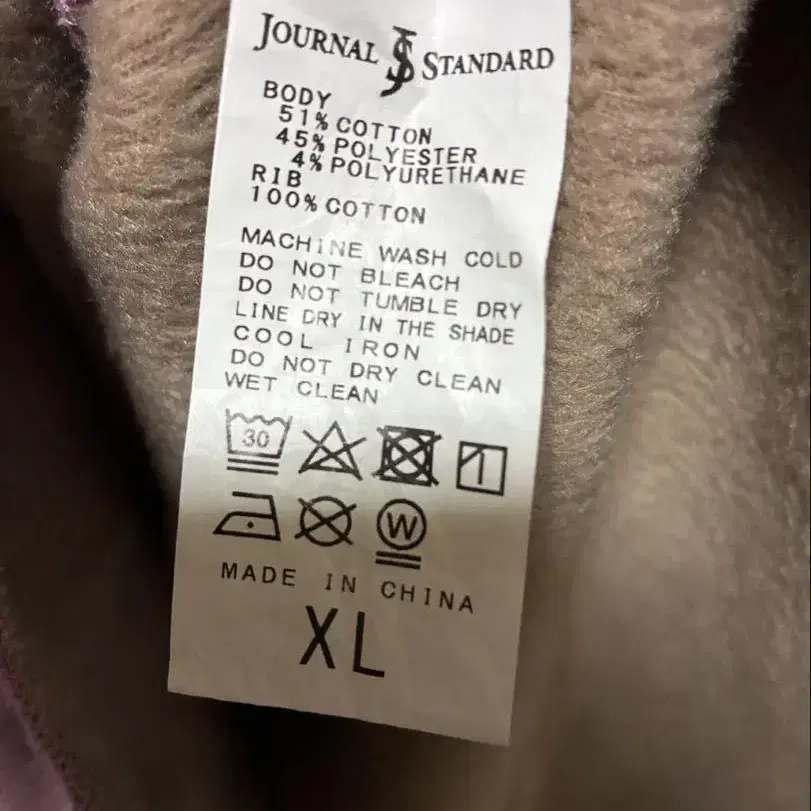 JOURNAL JS STANDARD
BODY
51% COTTON
45% POLYESTER
4% POLYURETHANE
RIB
100% COTTON
MACHINE WASH COLD
DO NOT BLEACH
DO NOT TUMBLE DRY
LINE DRY IN THE SHADE
COOL IRON
DO NOT DRY CLEAN
WET CLEAN
30
W
MADE IN CHINA
XL